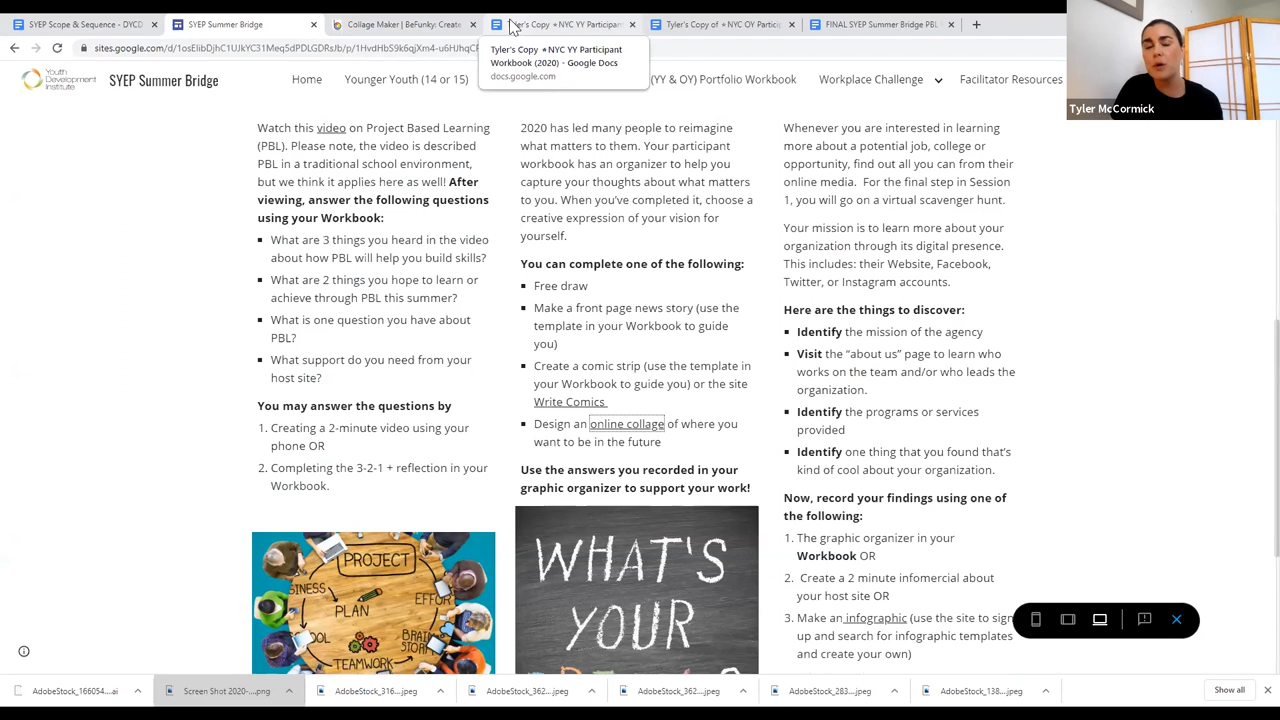 SYEP Scope & Sequence - DYCD
SYEP Summer Bridge
Collage Maker | BeFunky: Create
Tyler's Copy ★NYC YY Participan
Tyler's Copy of ★NYC OY Particip
FINAL SYEP Summer Bridge PBL
sites.google.com/d/1osElibDjhC1UJkYC31Meq5dPDLGDRsJb/p/1HvdHbS9k6qjXm4-u6HJhqCF
Tyler's Copy ★NYC YY Participant
Workbook (2020) - Google Docs
docs.google.com
Youth
Development
Institute
SYEP Summer Bridge
Home
Younger Youth (14 or 15)
(YY & OY) Portfolio Workbook
Workplace Challenge
Facilitator Resources
Tyler McCormick
Watch this video on Project Based Learning
(PBL). Please note, the video is described
PBL in a traditional school environment,
but we think it applies here as well! After
viewing, answer the following questions
using your Workbook:
What are 3 things you heard in the video
about how PBL will help you build skills?
What are 2 things you hope to learn or
achieve through PBL this summer?
What is one question you have about
PBL?
What support do you need from your
host site?
You may answer the questions by
1. Creating a 2-minute video using your
phone OR
2. Completing the 3-2-1 + reflection in your
Workbook.
PROJECT
PLAN
EFFOR
TEAMWORK
2020 has led many people to reimagine
what matters to them. Your participant
workbook has an organizer to help you
capture your thoughts about what matters
to you. When you've completed it, choose a
creative expression of your vision for
yourself.
You can complete one of the following:
Free draw
Make a front page news story (use the
template in your Workbook to guide
you)
Create a comic strip (use the template in
your Workbook to guide you) or the site
Write Comics
Design an online collage of where you
want to be in the future
Use the answers you recorded in your
graphic organizer to support your work!
WHAT'S
YOUR
Whenever you are interested in learning
more about a potential job, college or
opportunity, find out all you can from their
online media. For the final step in Session
1, you will go on a virtual scavenger hunt.
Your mission is to learn more about your
organization through its digital presence.
This includes: their Website, Facebook,
Twitter, or Instagram accounts.
Here are the things to discover:
Identify the mission of the agency
Visit the “about us” page to learn who
works on the team and/or who leads the
organization.
Identify the programs or services
provided
Identify one thing that you found that's
kind of cool about your organization.
Now, record your findings using one of
the following:
1. The graphic organizer in your
Workbook OR
2. Create a 2 minute infomercial about
your host site OR
3. Make an infographic (use the site to sign
up and search for infographic templates
and create your own)
AdobeStock_166054....ai
Screen Shot 2020-...png
AdobeStock_316....jpeg
AdobeStock_362....jpeg
AdobeStock_362....jpeg
AdobeStock_283....jpeg
AdobeStock_138....jpeg
Show all